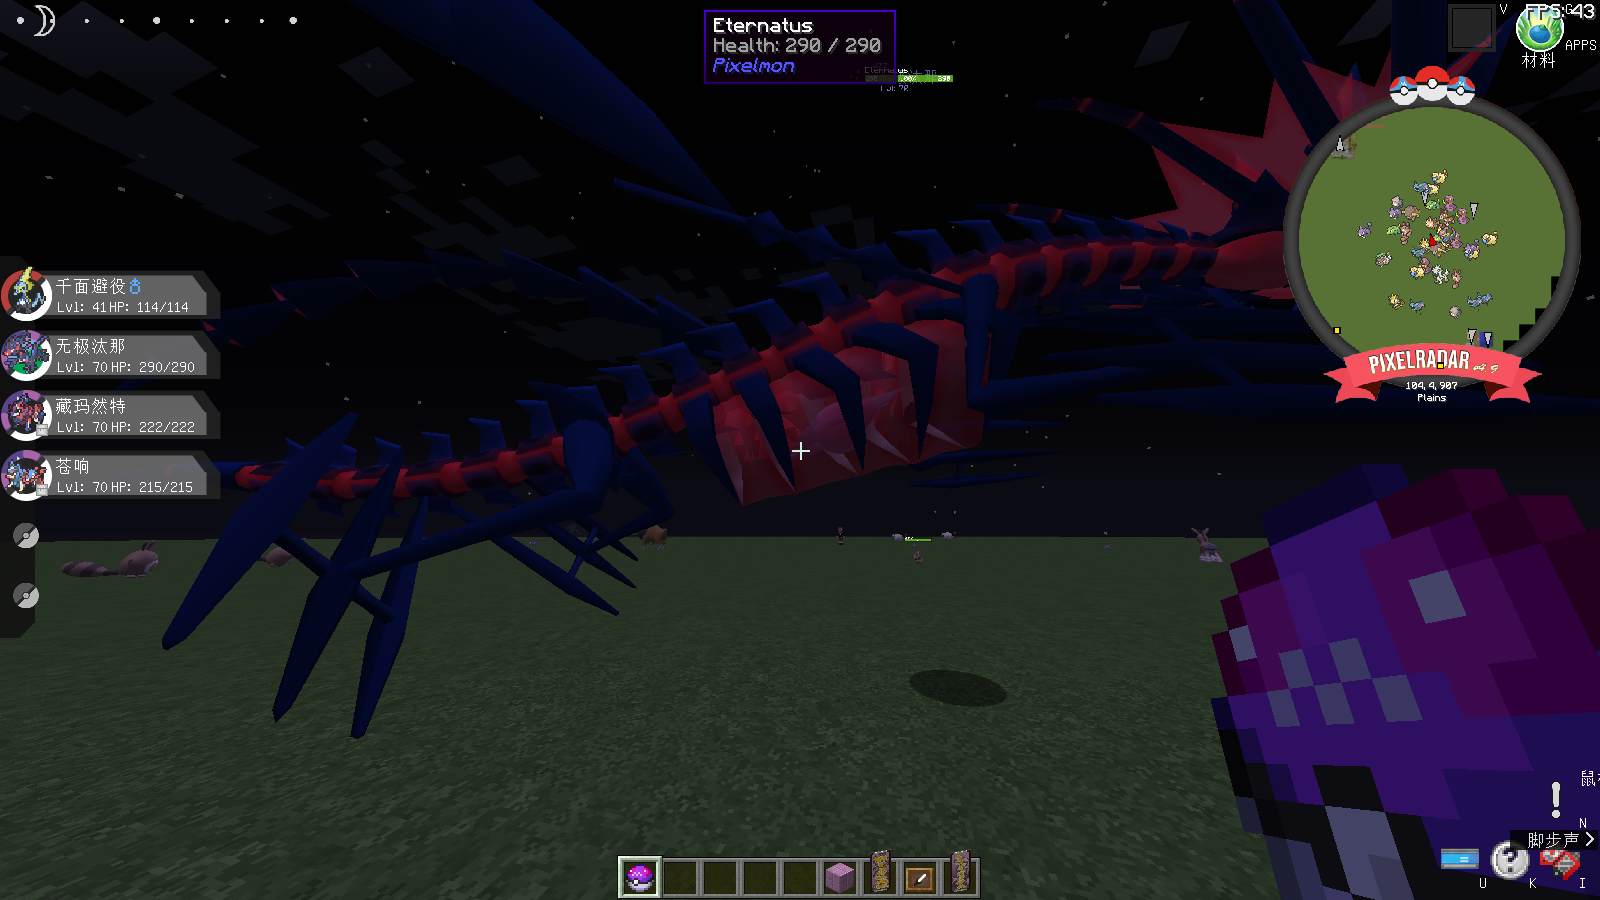 Eternatus
Health: 290 / 290
Pixelmon
Lvl: 70
V
FPS: 43
APPS
材料
千面避役
Lvl: 41 HP: 114/114
无极汰那
Lvl: 70 HP: 290/290
藏玛然特
Lvl: 70 HP: 222/222
苍响
Lvl: 70 HP: 215/215
PIXELRADAR
104, 4, 907
Plains
N
脚步声
U
K
I